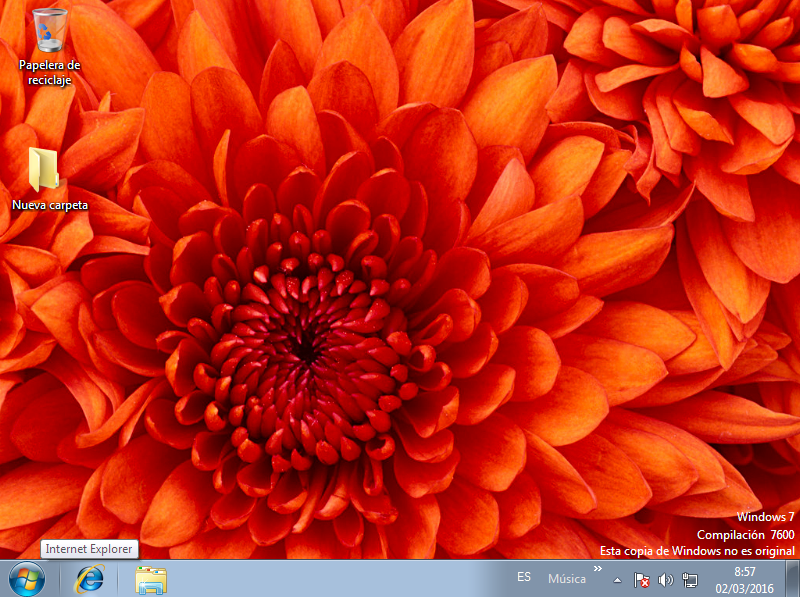 Papelera de
reciclaje
Nueva carpeta
Windows 7
Compilación 7600
Esta copia de Windows no es original
Internet Explorer
ES
Música
»
8:57
02/03/2016